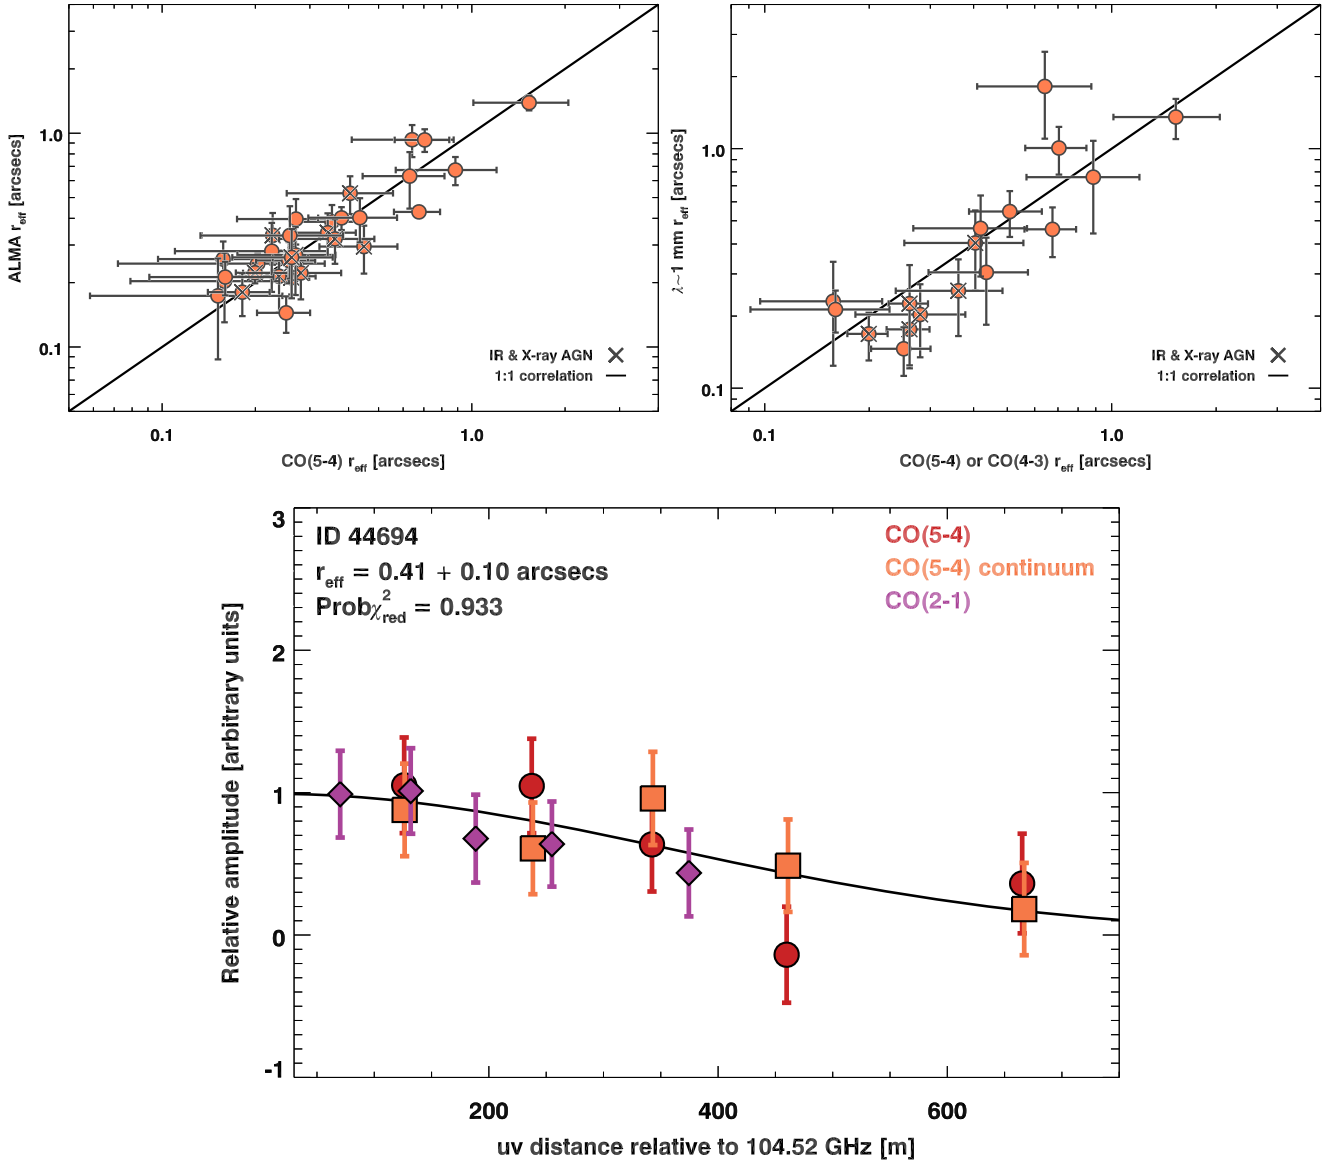 ALMA r_eff [arcsecs]
1.0
0.1
IR & X-ray AGN
1:1 correlation
0.1 1.0
CO(5-4) r_eff [arcsecs]
λ~1 mm r_eff [arcsecs]
1.0
0.1
IR & X-ray AGN
1:1 correlation
0.1 1.0
CO(5-4) or CO(4-3) r_eff [arcsecs]
Relative amplitude [arbitrary units]
3
2
1
0
-1
ID 44694
r_eff = 0.41 + 0.10 arcsecs
Probχ²_red = 0.933
CO(5-4)
CO(5-4) continuum
CO(2-1)
200 400 600
uv distance relative to 104.52 GHz [m]